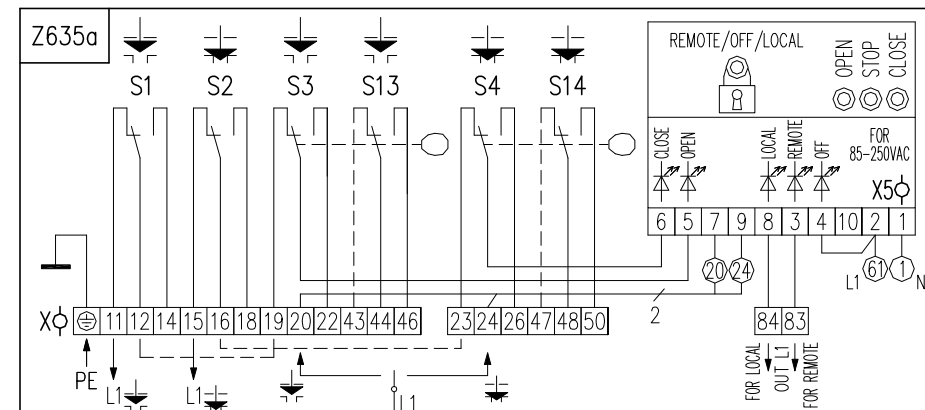 Z635a
S1 S2 S3 S13 S4 S14
REMOTE/OFF/LOCAL
OPEN
STOP
CLOSE
CLOSE
OPEN
LOCAL
REMOTE
OFF
FOR
85-250VAC
X5
6 5 7 9 8 3 4 10 2 1
20 24
L1 61 1 N
2
X 11 12 14 15 16 18 19 20 22 43 44 46
23 24 26 47 48 50
84 83
PE
L1
L1
L1
FOR LOCAL
OUT L1
FOR REMOTE